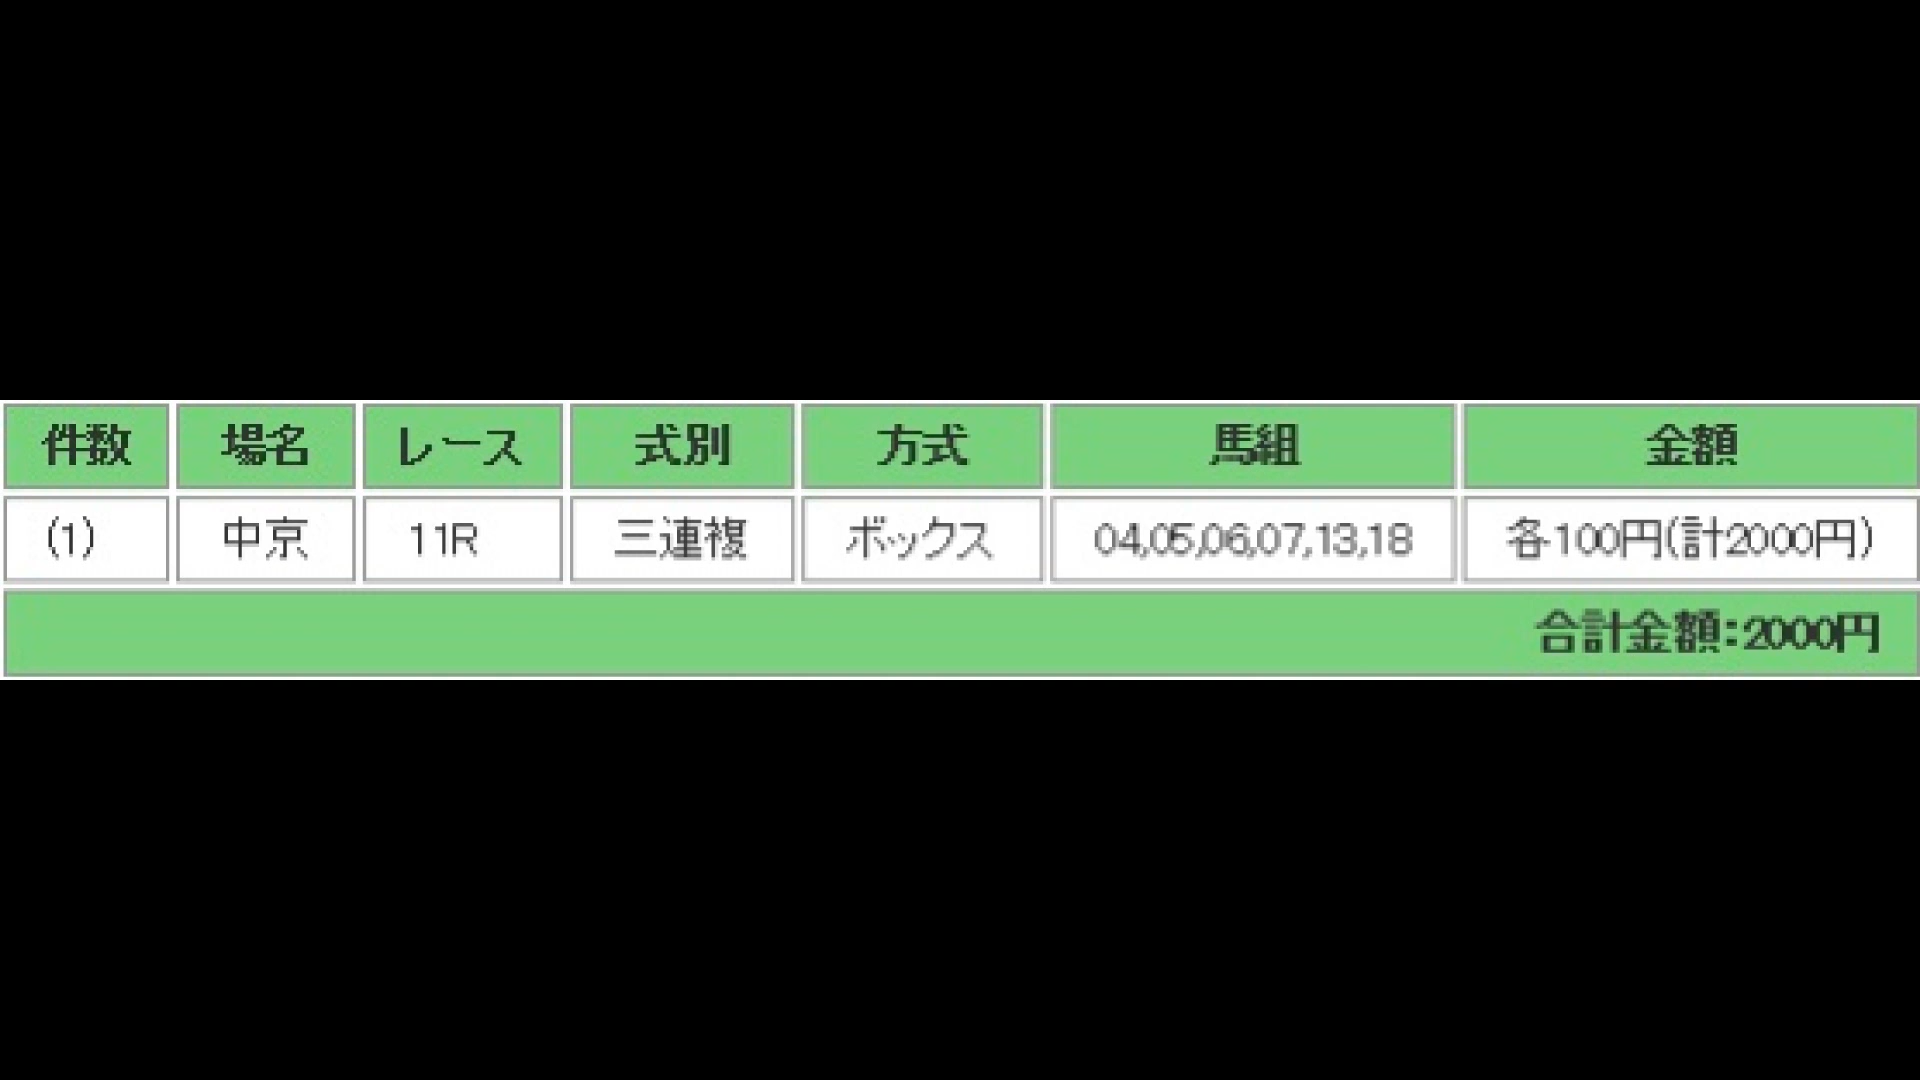 件数 場名 レース 式別 方式 馬組 金額
(1) 中京 11R 三連複 ボックス 04,05,06,07,13,18 各100円(計2000円)
合計金額:2000円